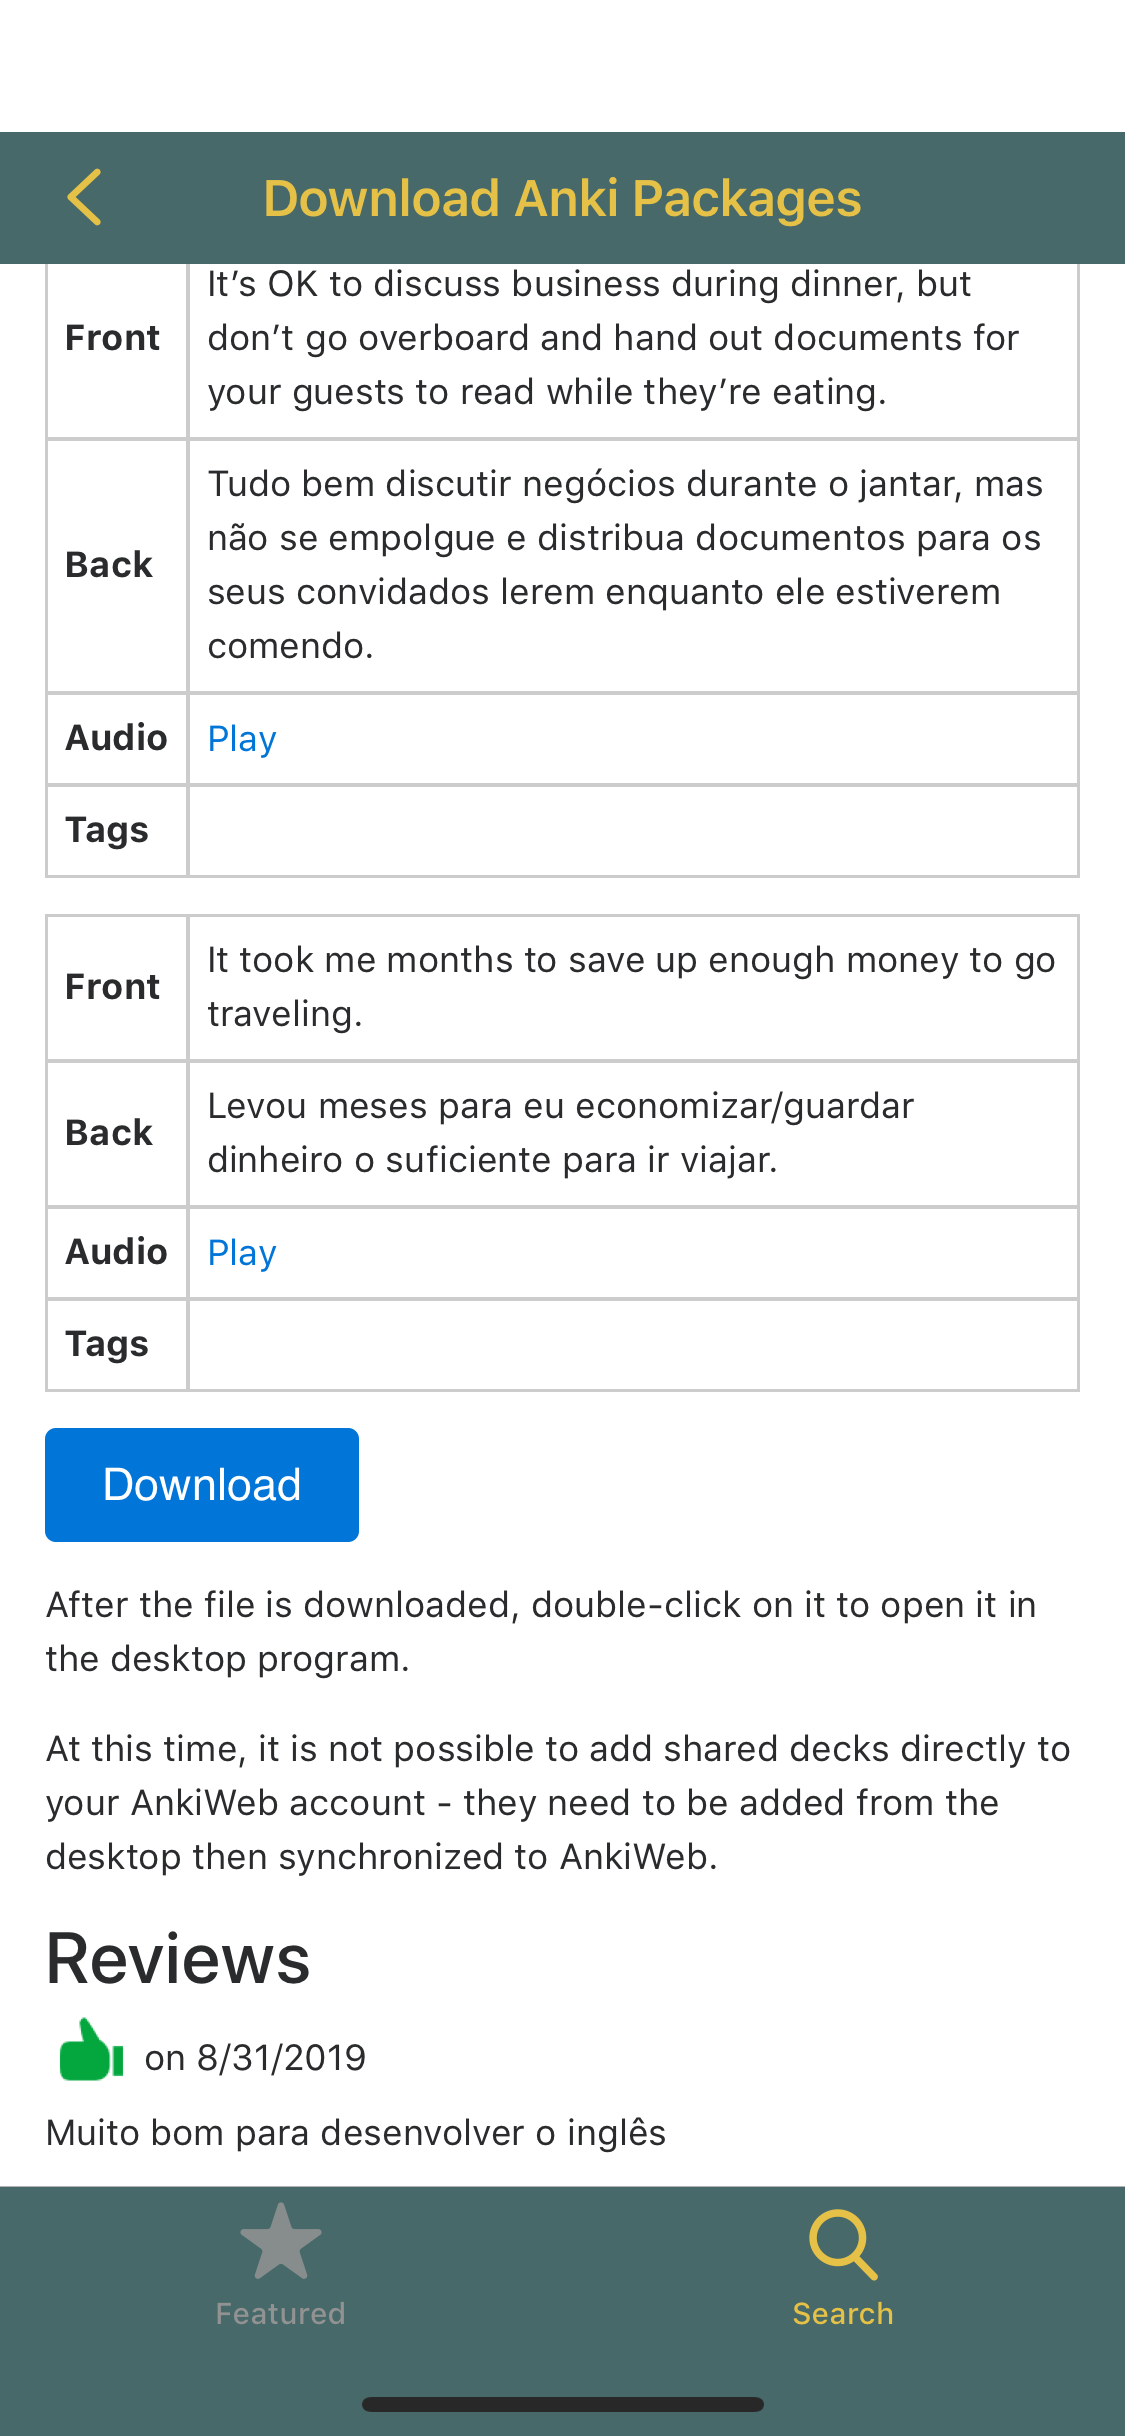 Download Anki Packages
It’s OK to discuss business during dinner, but
Front
don’t go overboard and hand out documents for
your guests to read while they’re eating.
Tudo bem discutir negócios durante o jantar, mas
não se empolgue e distribua documentos para os
Back
seus convidados lerem enquanto ele estiverem
comendo.
Audio Play
Tags
It took me months to save up enough money to go
Front
traveling.
Levou meses para eu economizar/guardar
Back
dinheiro o suficiente para ir viajar.
Audio Play
Tags
Download
After the file is downloaded, double-click on it to open it in
the desktop program.
At this time, it is not possible to add shared decks directly to
your AnkiWeb account - they need to be added from the
desktop then synchronized to AnkiWeb.
Reviews
on 8/31/2019
Muito bom para desenvolver o inglês
Featured Search